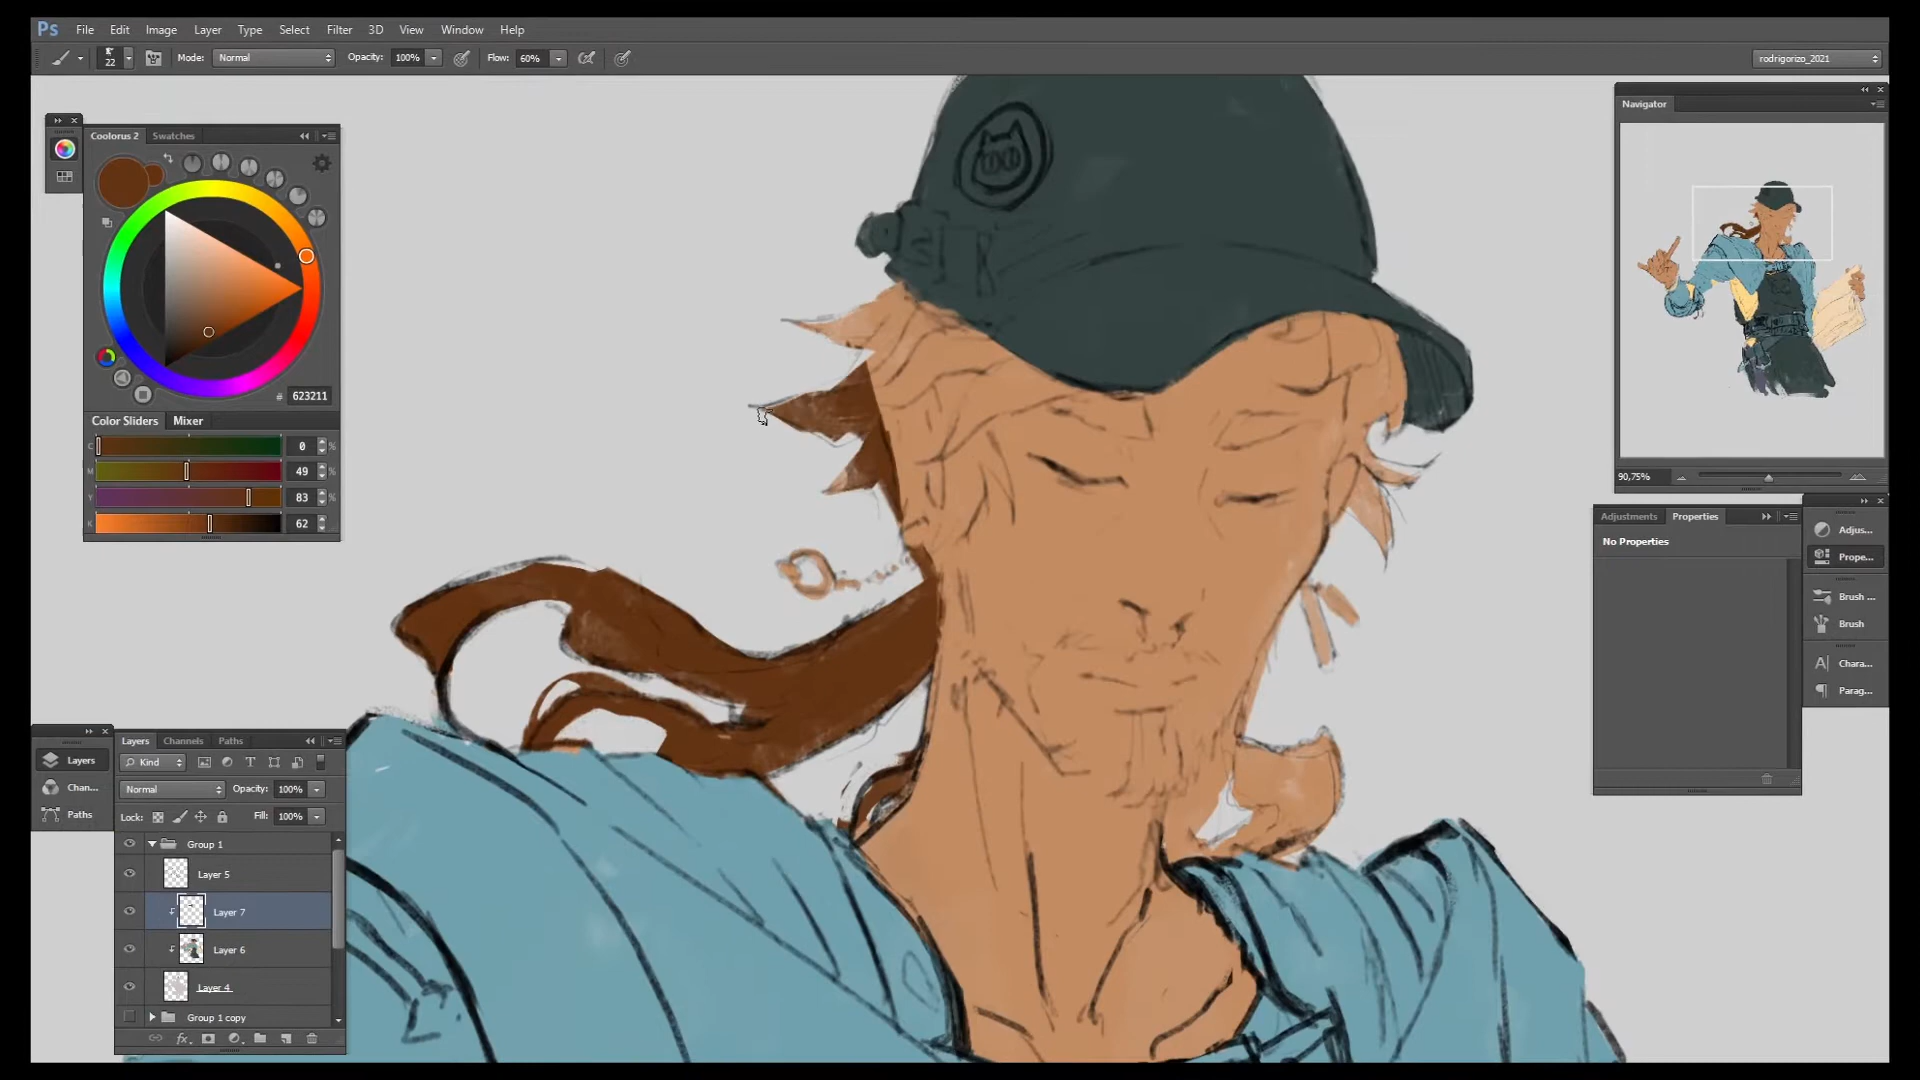 Ps File Edit Image Layer Type Select Filter 3D View Window Help
22 Mode: Normal Opacity: 100% Flow: 60% rodrigorizo_2021
Navigator
90,75%
Coolorus 2 Swatches
# 623211
Color Sliders Mixer
C 0 %
M 49 %
Y 83 %
K 62 %
Adjustments Properties
No Properties
Adjus...
Prope...
Brush ...
Brush
Chara...
Parag...
Layers
Chan...
Paths
Layers Channels Paths
Kind
Normal Opacity: 100%
Lock: Fill: 100%
Group 1
Layer 5
Layer 7
Layer 6
Layer 4
Group 1 copy
fx